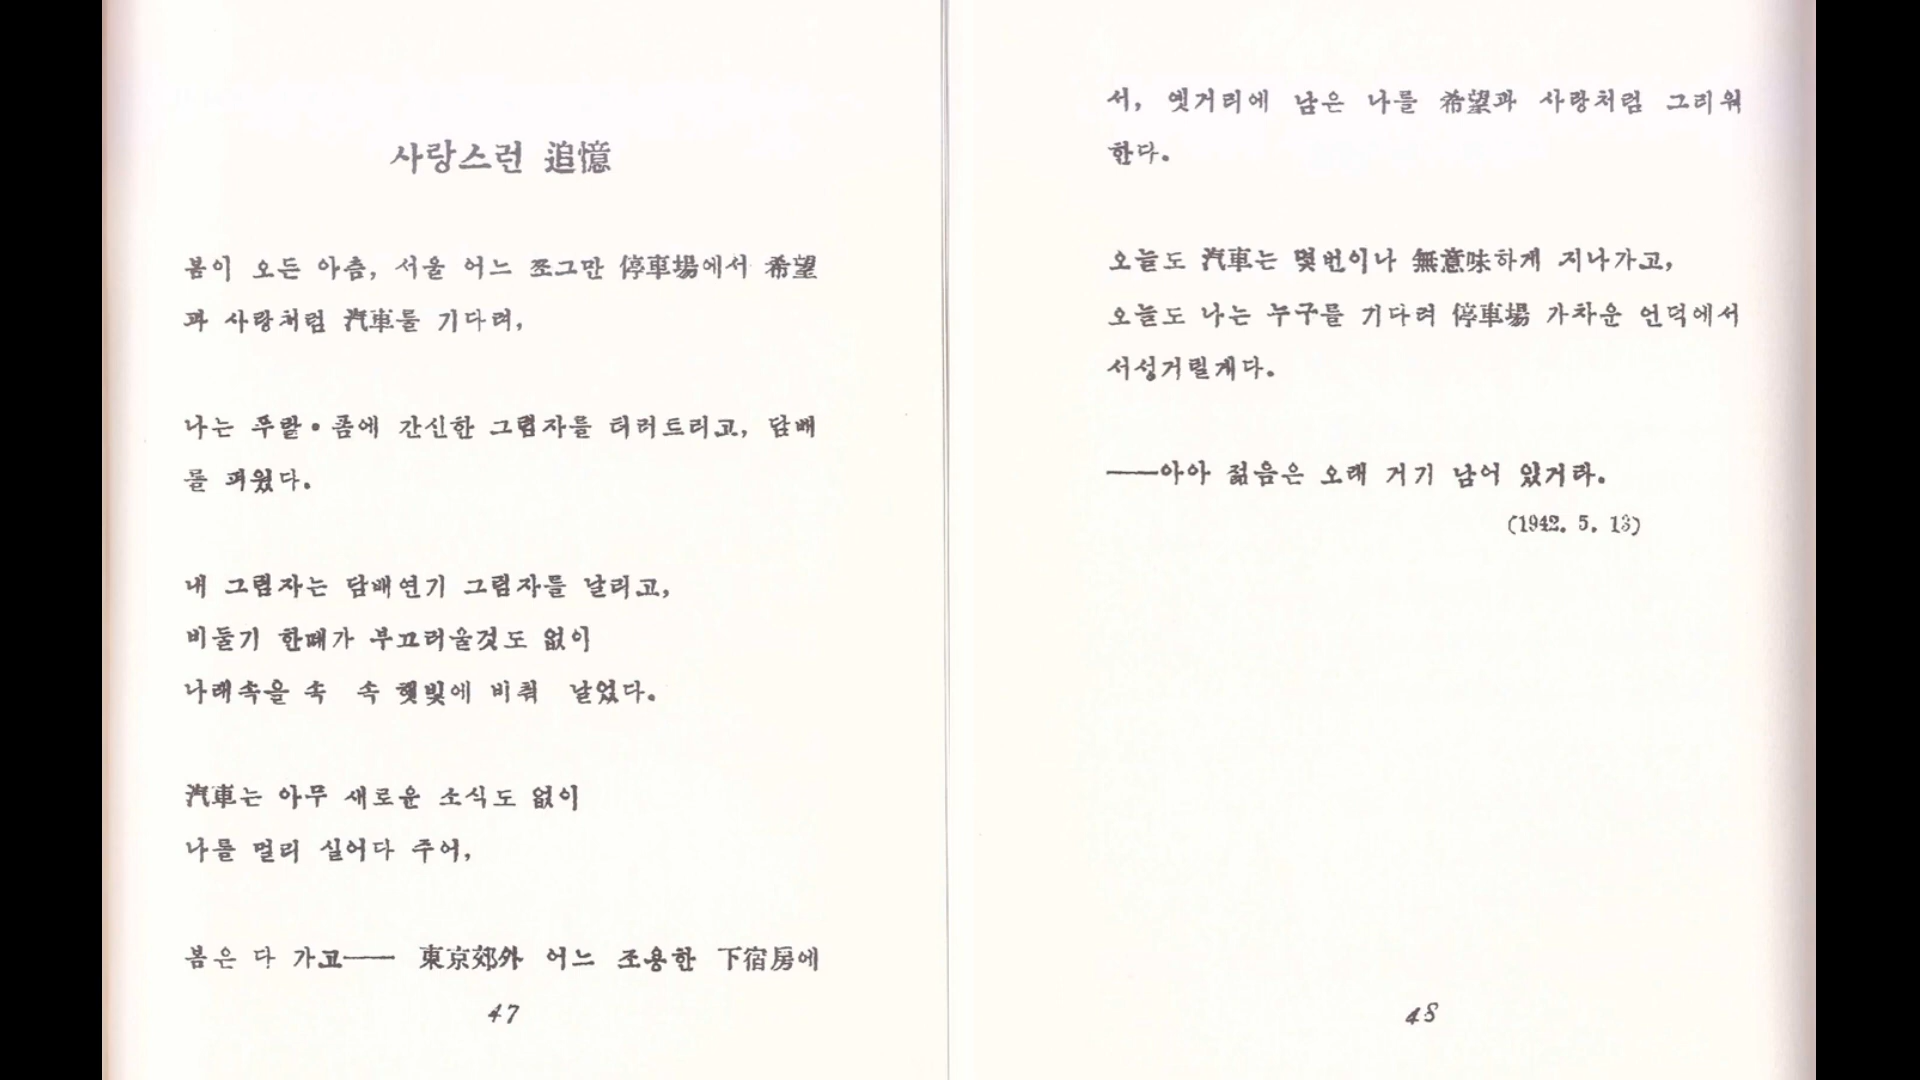 사랑스런 追憶
봄이 오든 아츰, 서울 어느 쪼그만 停車場에서 希望
과 사랑처럼 汽車를 기다려,
나는 푸랕•폼에 간신한 그림자를 터러트리고, 담배
를 피웠다.
내 그림자는 담배연기 그림자를 날리고,
비둘기 한떼가 부끄러울것도 없이
나래속을 속 속 햇빛에 비춰 날었다.
汽車는 아무 새로운 소식도 없이
나를 멀리 실어다 주어,
봄은 다 가고—— 東京郊外 어느 조용한 下宿房에
47
서, 옛거리에 남은 나를 希望과 사랑처럼 그리워
한다.
오늘도 汽車는 몇번이나 無意味하게 지나가고,
오늘도 나는 누구를 기다려 停車場 가차운 언덕에서
서성거릴게다.
——아아 젊음은 오래 거기 남어 있거라.
(1942. 5. 13)
48